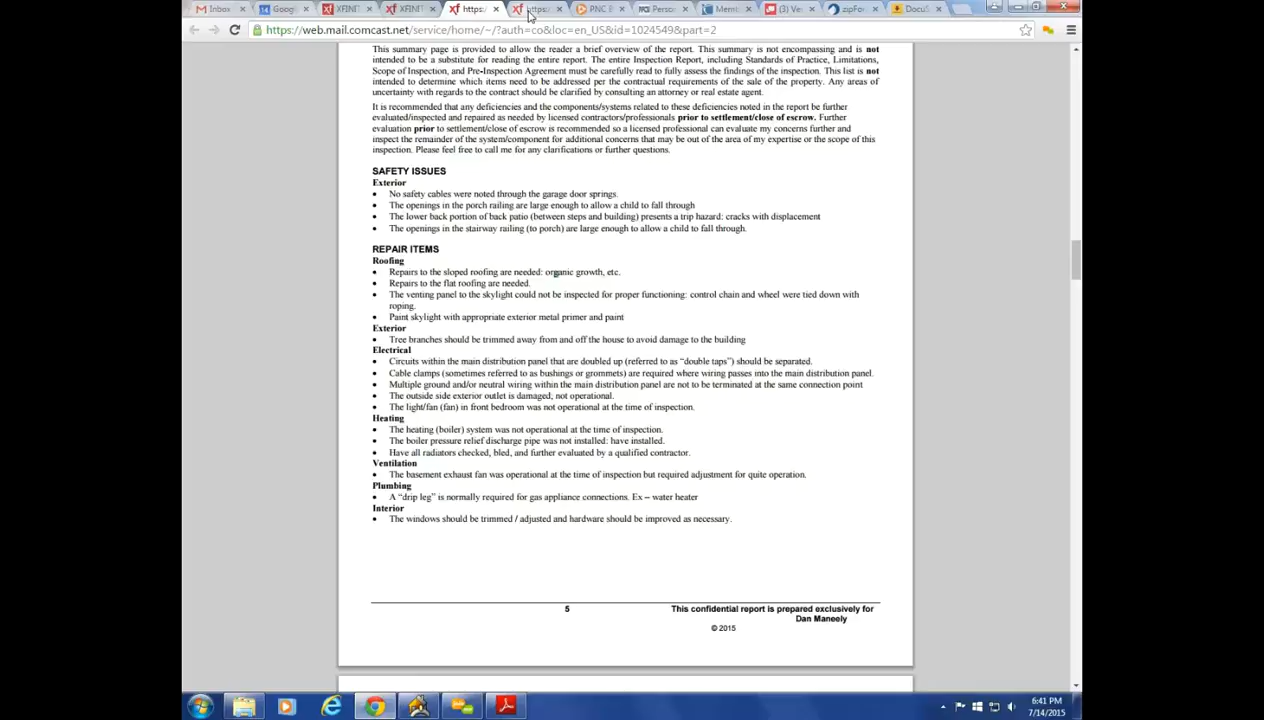 Inbox
Goog
XFINIT
XFINIT
https:/
https:/
PNC B
Person
Memb
(3) Ve
zipFor
DocuS
https://web.mail.comcast.net/service/home/~/?auth=co&loc=en_US&id=1024549&part=2
This summary page is provided to allow the reader a brief overview of the report. This summary is not encompassing and is not
intended to be a substitute for reading the entire report. The entire Inspection Report, including Standards of Practice, Limitations,
Scope of Inspection, and Pre-Inspection Agreement must be carefully read to fully assess the findings of the inspection. This list is not
intended to determine which items need to be addressed per the contractual requirements of the sale of the property. Any areas of
uncertainty with regards to the contract should be clarified by consulting an attorney or real estate agent.
It is recommended that any deficiencies and the components/systems related to these deficiencies noted in the report be further
evaluated/inspected and repaired as needed by licensed contractors/professionals prior to settlement/close of escrow. Further
evaluation prior to settlement/close of escrow is recommended so a licensed professional can evaluate my concerns further and
inspect the remainder of the system/component for additional concerns that may be out of the area of my expertise or the scope of this
inspection. Please feel free to call me for any clarifications or further questions.
SAFETY ISSUES
Exterior
• No safety cables were noted through the garage door springs.
• The openings in the porch railing are large enough to allow a child to fall through
• The lower back portion of back patio (between steps and building) presents a trip hazard: cracks with displacement
• The openings in the stairway railing (to porch) are large enough to allow a child to fall through.
REPAIR ITEMS
Roofing
• Repairs to the sloped roofing are needed: organic growth, etc.
• Repairs to the flat roofing are needed.
• The venting panel to the skylight could not be inspected for proper functioning: control chain and wheel were tied down with
roping.
• Paint skylight with appropriate exterior metal primer and paint
Exterior
• Tree branches should be trimmed away from and off the house to avoid damage to the building
Electrical
• Circuits within the main distribution panel that are doubled up (referred to as “double taps”) should be separated.
• Cable clamps (sometimes referred to as bushings or grommets) are required where wiring passes into the main distribution panel.
• Multiple ground and/or neutral wiring within the main distribution panel are not to be terminated at the same connection point
• The outside side exterior outlet is damaged, not operational.
• The light/fan (fan) in front bedroom was not operational at the time of inspection.
Heating
• The heating (boiler) system was not operational at the time of inspection.
• The boiler pressure relief discharge pipe was not installed: have installed.
• Have all radiators checked, bled, and further evaluated by a qualified contractor.
Ventilation
• The basement exhaust fan was operational at the time of inspection but required adjustment for quite operation.
Plumbing
• A “drip leg” is normally required for gas appliance connections. Ex – water heater
Interior
• The windows should be trimmed / adjusted and hardware should be improved as necessary.
5
This confidential report is prepared exclusively for
Dan Maneely
© 2015
6:41 PM
7/14/2015